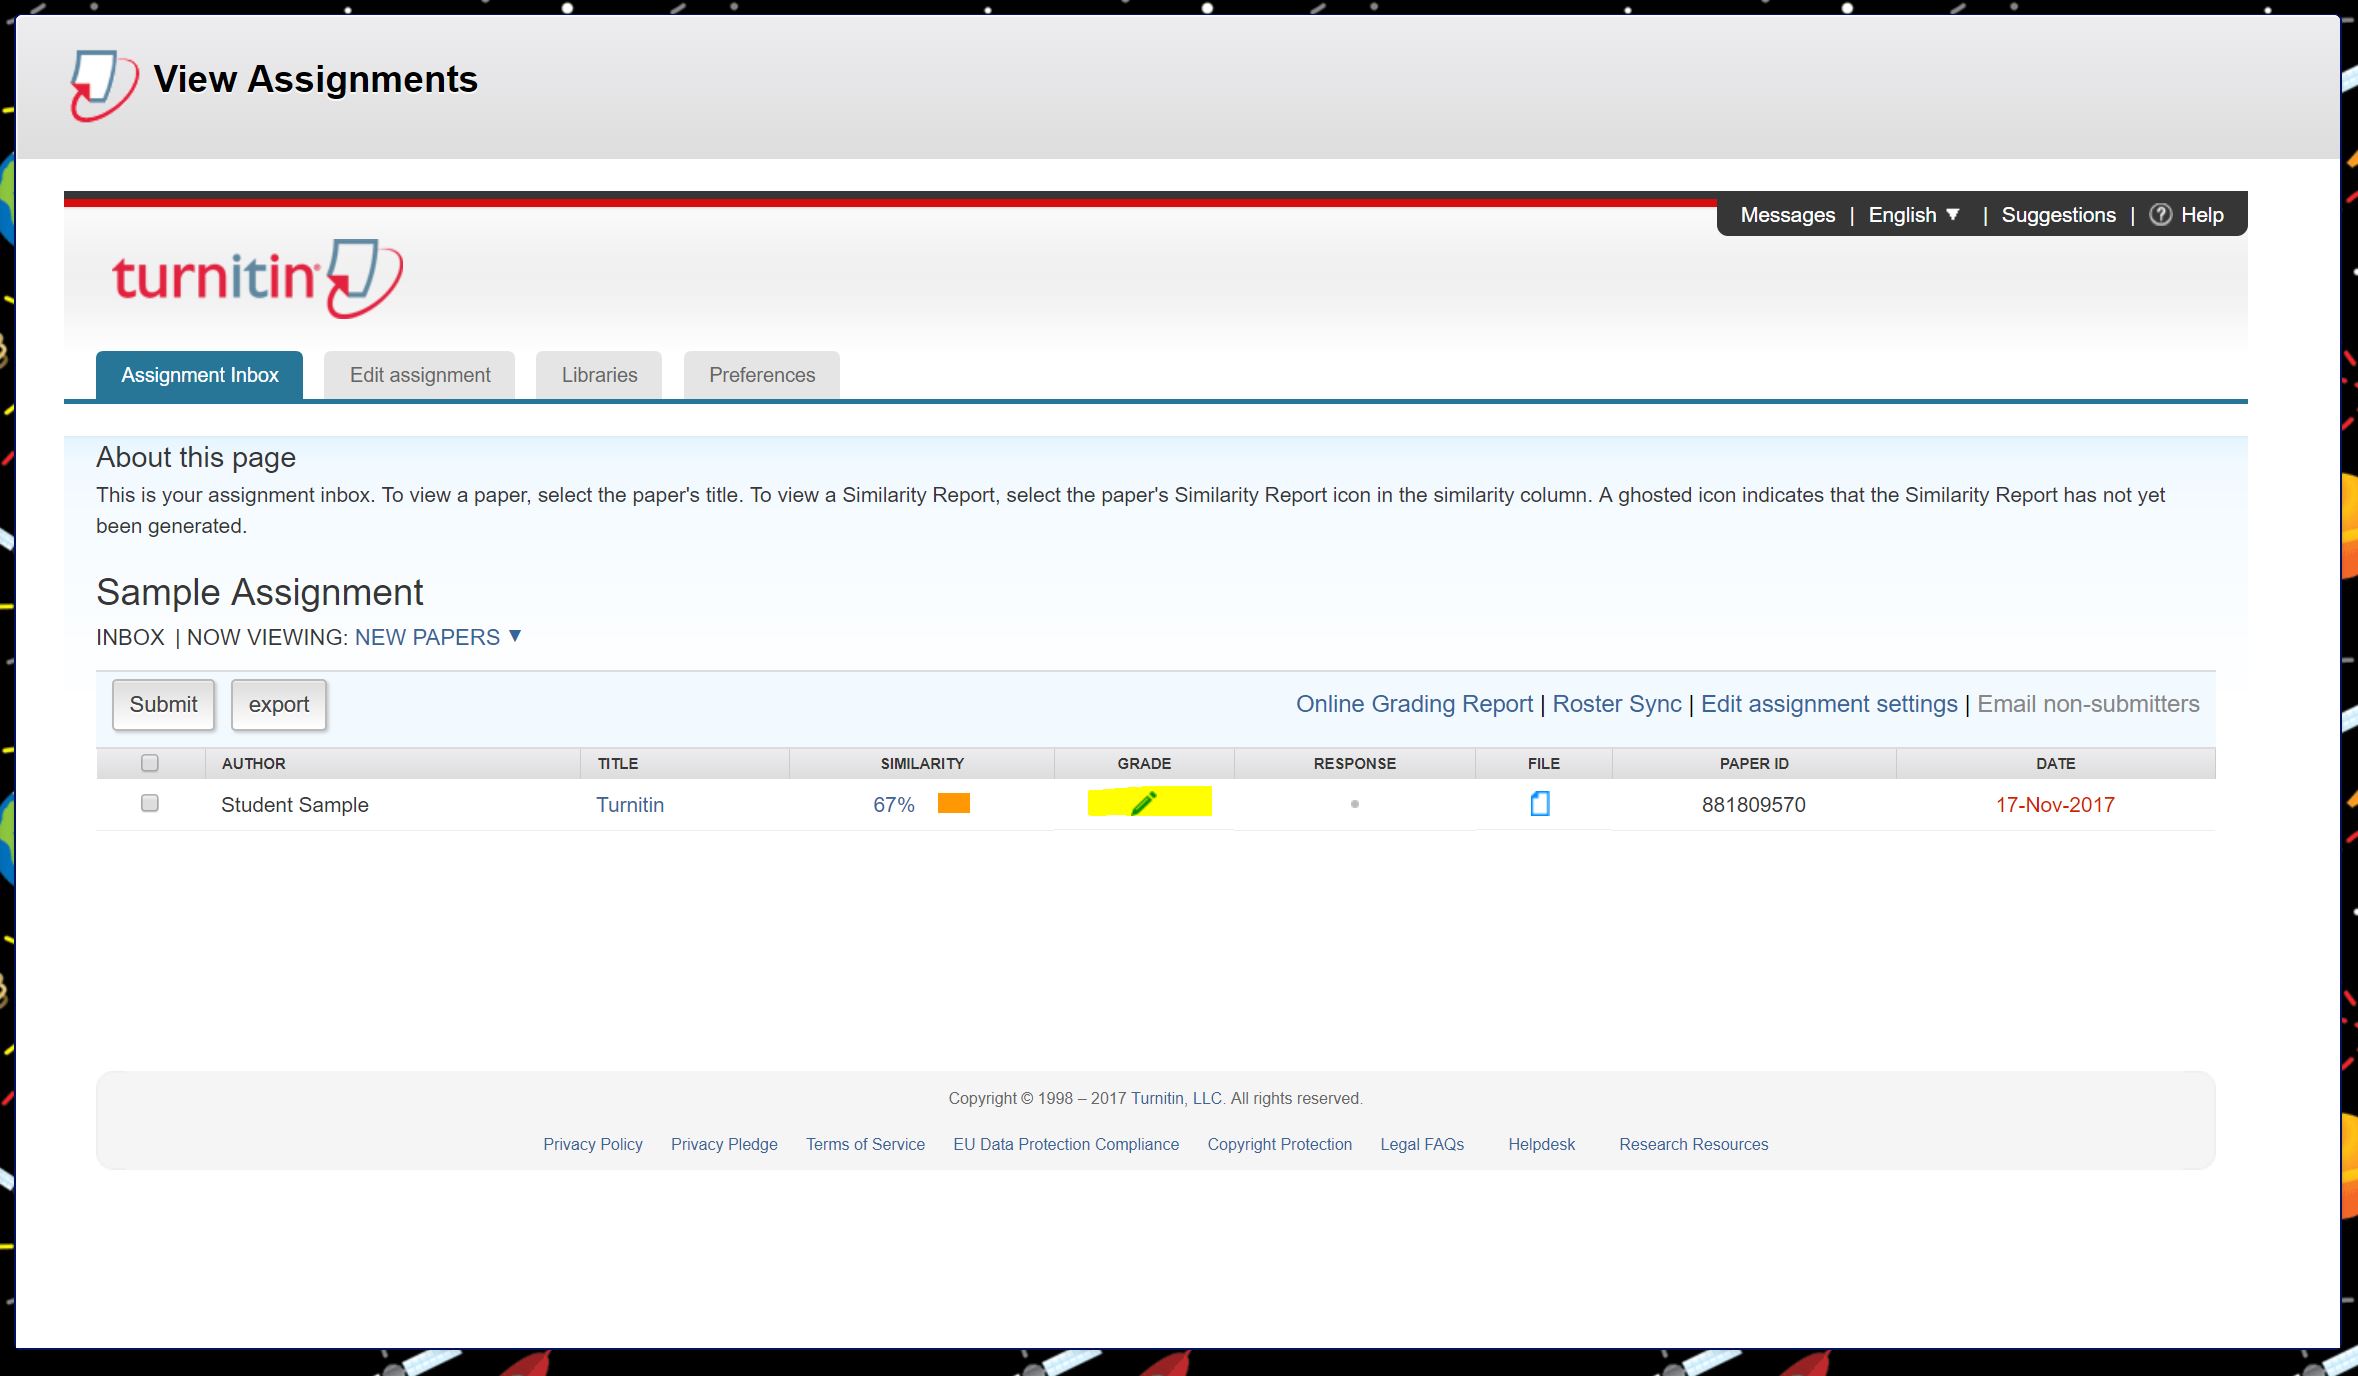 View Assignments
Messages | English ▼ | Suggestions | ? Help
turnitin
Assignment Inbox Edit assignment Libraries Preferences
About this page
This is your assignment inbox. To view a paper, select the paper's title. To view a Similarity Report, select the paper's Similarity Report icon in the similarity column. A ghosted icon indicates that the Similarity Report has not yet
been generated.
Sample Assignment
INBOX | NOW VIEWING: NEW PAPERS ▼
Submit export Online Grading Report | Roster Sync | Edit assignment settings | Email non-submitters
AUTHOR TITLE SIMILARITY GRADE RESPONSE FILE PAPER ID DATE
Student Sample Turnitin 67% 881809570 17-Nov-2017
Copyright © 1998 – 2017 Turnitin, LLC. All rights reserved.
Privacy Policy Privacy Pledge Terms of Service EU Data Protection Compliance Copyright Protection Legal FAQs Helpdesk Research Resources